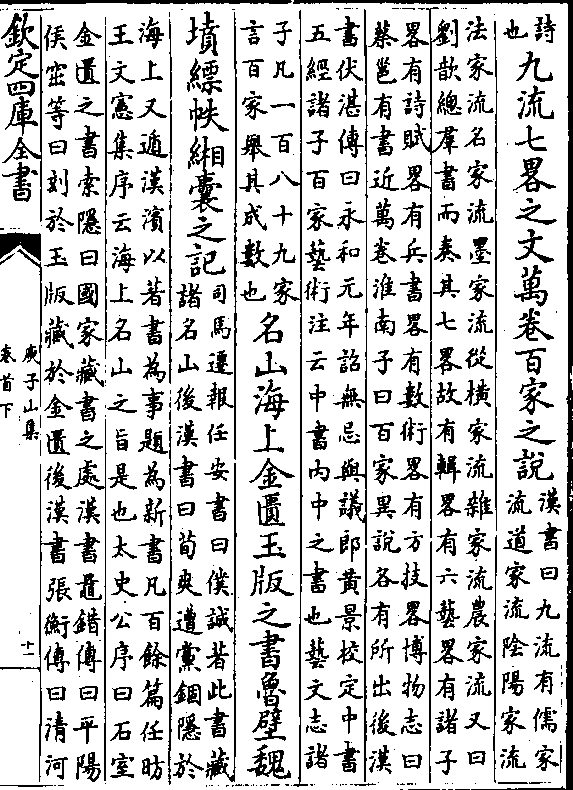 詩也九流七畧之文萬卷百家之說漢書曰九流有儒家流道家流陰陽家流
法家流名家流墨家流從橫家流雜家流農家流又曰
劉歆總羣書而奏其七畧故有輯畧有六藝畧有諸子
畧有詩賦畧有兵書畧有數術畧有方技畧博物志曰
蔡邕有書近萬卷淮南子曰百家異說各有所出後漢
書伏湛傳曰永和元年詔無忌與議郎黃景校定中書
五經諸子百家藝術注云中書内中之書也藝文志諸
子凡一百八十九家言百家舉其成數也名山海上金匱玉版之書魯壁魏
墳縹帙緗囊之記司馬遷報任安書曰僕誠著此書藏諸名山後漢書曰荀爽遭黨錮隱於
海上又遁漢濱以著書為事題為新書凡百餘篇任昉
王文憲集序云海上名山之旨是也太史公序曰石室
金匱之書索隱曰國家藏書之處漢書鼂錯傳曰平陽
侯窋等曰刻於玉版藏於金匱後漢書張衡傳曰清河
欽定四庫全書
庾子山集
卷首下
十一